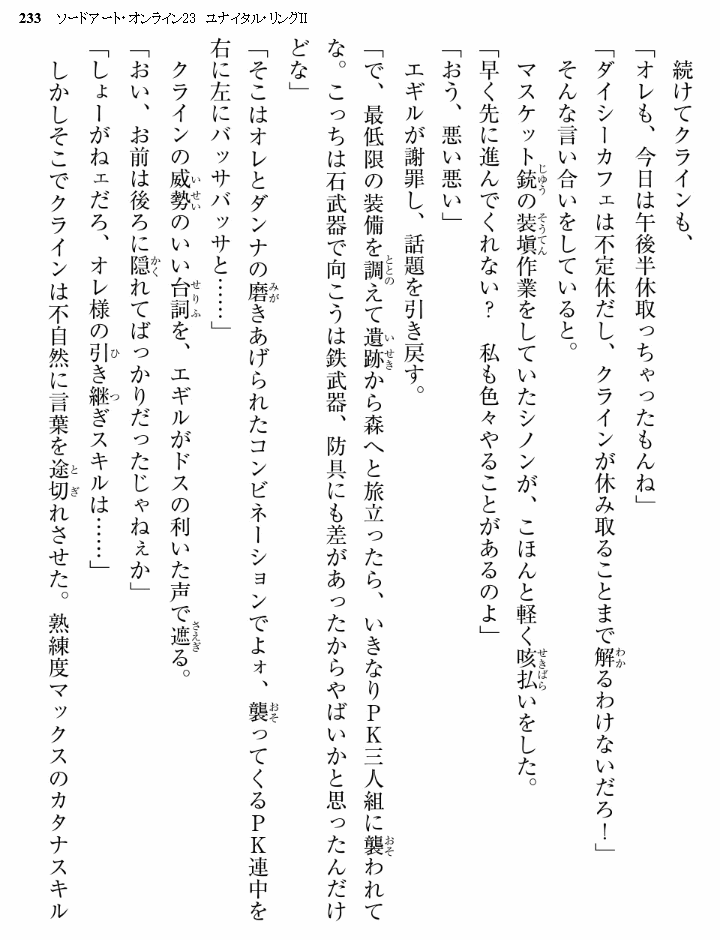 233 ソードアート・オンライン23 ユナイタル・リングⅡ
続けてクラインも、
「オレも、今日は午後半休取っちゃったもんね」
「ダイシーカフェは不定休だし、クラインが休み取ることまで解るわけないだろ！」
そんな言い合いをしていると。
マスケット銃の装塡作業をしていたシノンが、こほんと軽く咳払いをした。
「早く先に進んでくれない？　私も色々やることがあるのよ」
「おう、悪い悪い」
エギルが謝罪し、話題を引き戻す。
「で、最低限の装備を調えて遺跡から森へと旅立ったら、いきなりＰＫ三人組に襲われて
な。こっちは石武器で向こうは鉄武器、防具にも差があったからやばいかと思ったんだけ
どな」
「そこはオレとダンナの磨きあげられたコンビネーションでよォ、襲ってくるＰＫ連中を
右に左にバッサバッサと……」
クラインの威勢のいい台詞を、エギルがドスの利いた声で遮る。
「おい、お前は後ろに隠れてばっかりだったじゃねぇか」
「しょーがねェだろ、オレ様の引き継ぎスキルは……」
しかしそこでクラインは不自然に言葉を途切れさせた。熟練度マックスのカタナスキル